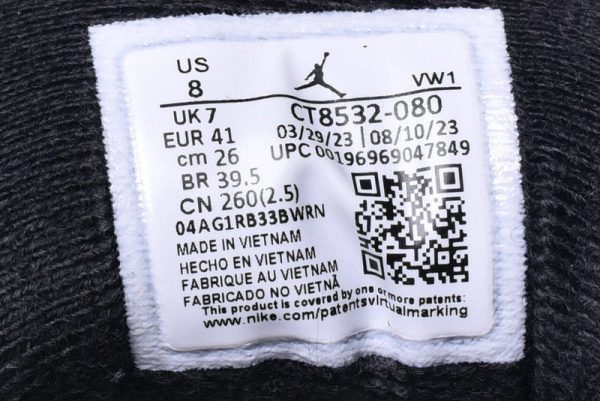 US
8
VW1
UK 7
CT8532-080
EUR 41
03/29/23 | 08/10/23
cm 26
UPC 00196969047849
BR 39.5
CN 260(2.5)
04AG1RB33BWRN
MADE IN VIETNAM
HECHO EN VIETNAM
FABRIQUE AU VIETNAM
FABRICADO NO VIETNÃ
This product is covered by one or more of
www.nike.com/patentsvirtualmarking